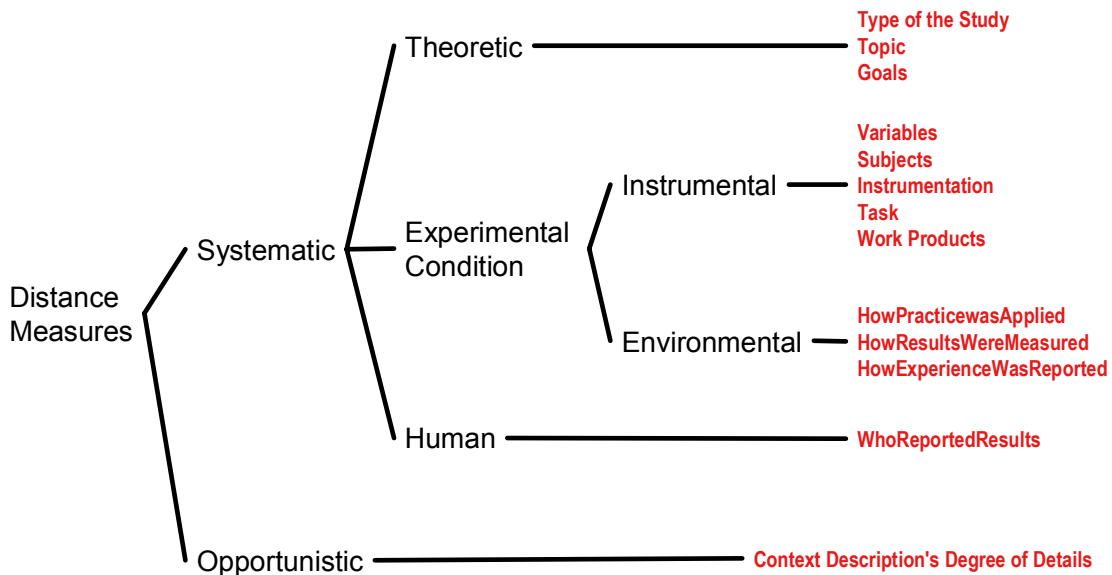 Type of the Study
Theoretic
Topic
Goals
Variables
Subjects
Instrumental
Instrumentation
Task
Work Products
Experimental
Condition
Systematic
Distance
Measures
HowPracticewasApplied
Environmental
HowResultsWereMeasured
HowExperienceWasReported
Human
WhoReportedResults
Opportunistic
Context Description's Degree of Details